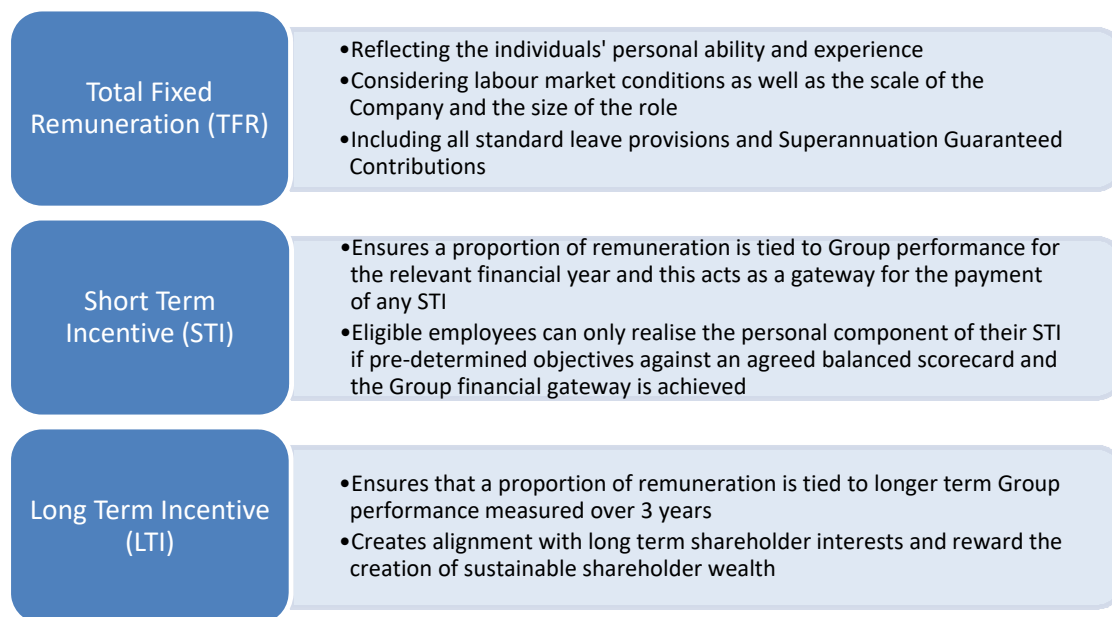 Total Fixed
Remuneration (TFR)
•Reflecting the individuals' personal ability and experience
•Considering labour market conditions as well as the scale of the
Company and the size of the role
•Including all standard leave provisions and Superannuation Guaranteed
Contributions
Short Term
Incentive (STI)
•Ensures a proportion of remuneration is tied to Group performance for
the relevant financial year and this acts as a gateway for the payment
of any STI
•Eligible employees can only realise the personal component of their STI
if pre-determined objectives against an agreed balanced scorecard and
the Group financial gateway is achieved
Long Term Incentive
(LTI)
•Ensures that a proportion of remuneration is tied to longer term Group
performance measured over 3 years
•Creates alignment with long term shareholder interests and reward the
creation of sustainable shareholder wealth